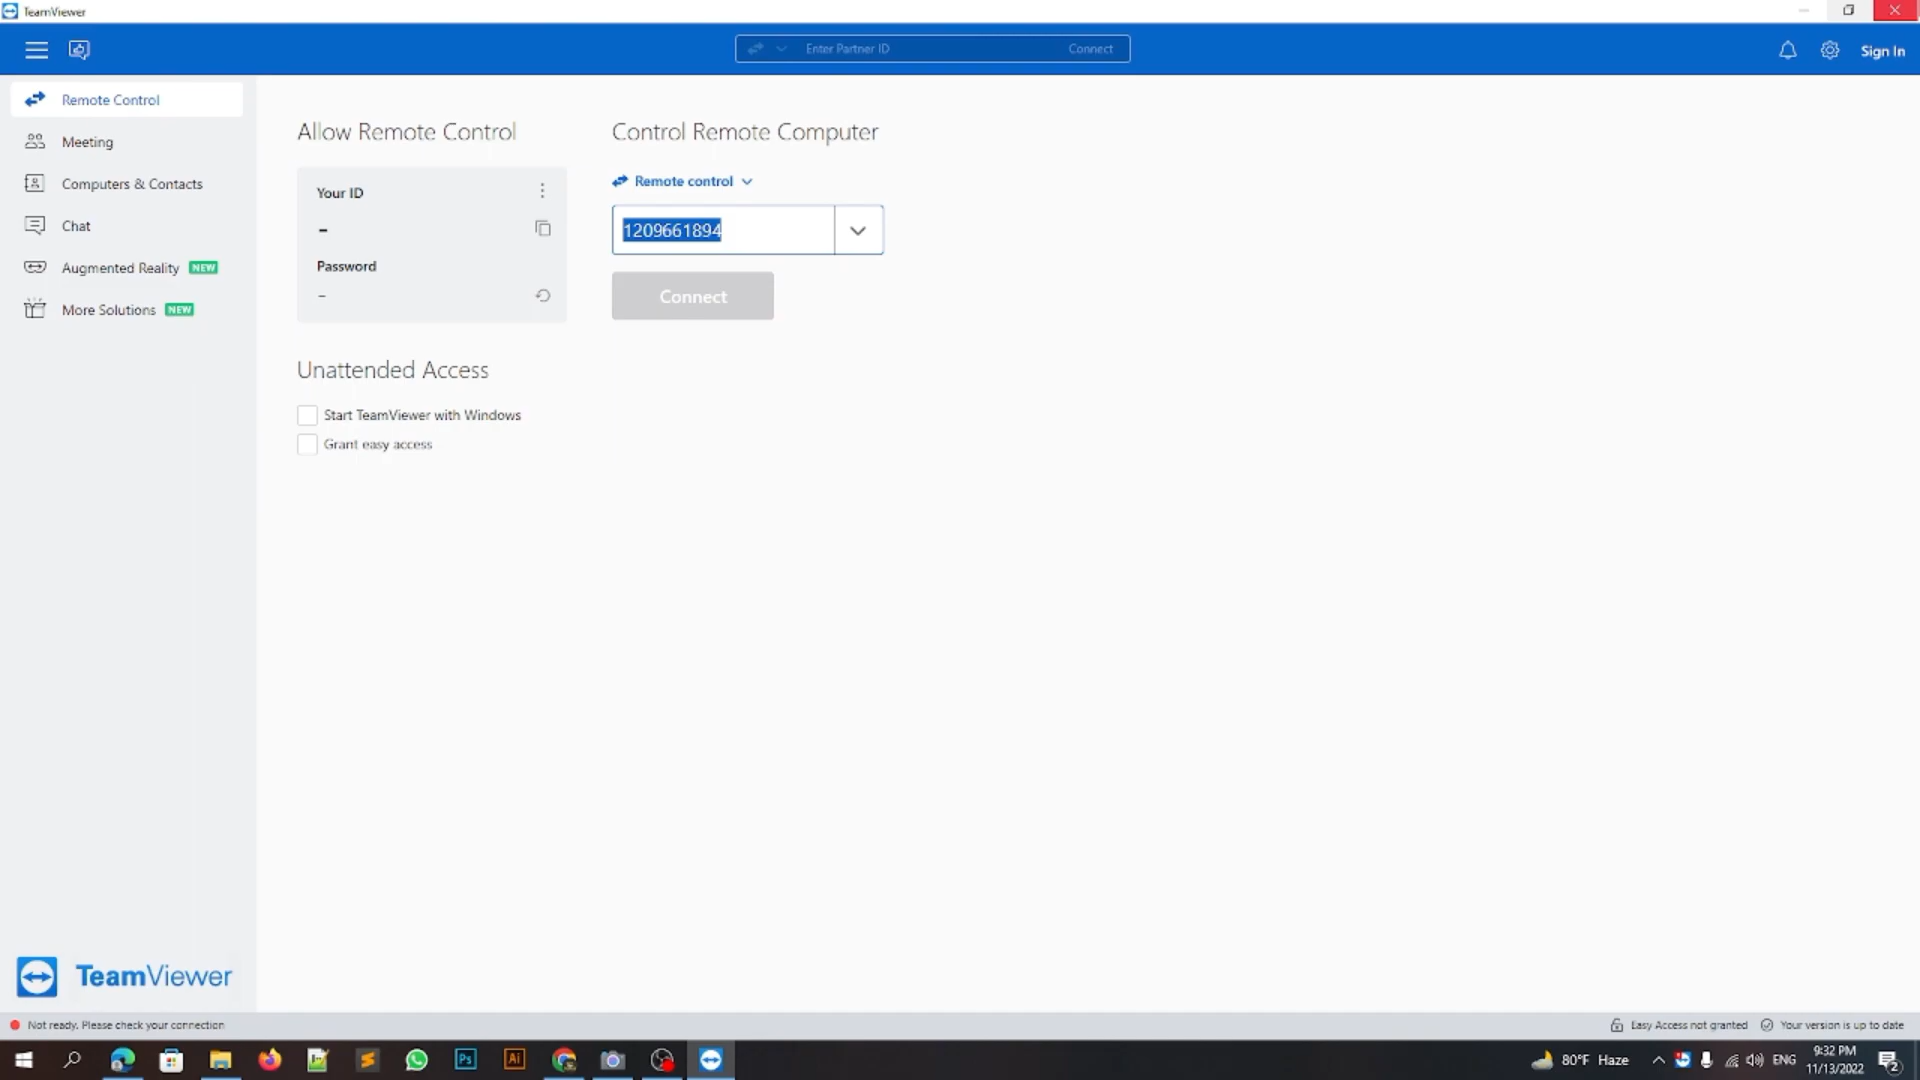 TeamViewer
Enter Partner ID
Connect
Sign In
Remote Control
Meeting
Computers & Contacts
Chat
Augmented Reality NEW
More Solutions NEW
Allow Remote Control
Your ID
–
Password
–
Unattended Access
Start TeamViewer with Windows
Grant easy access
Control Remote Computer
Remote control
1209661894
Connect
TeamViewer
Not ready. Please check your connection
Easy Access not granted
Your version is up to date
Ps
Ai
80°F Haze
ENG
9:32 PM
11/13/2022
2